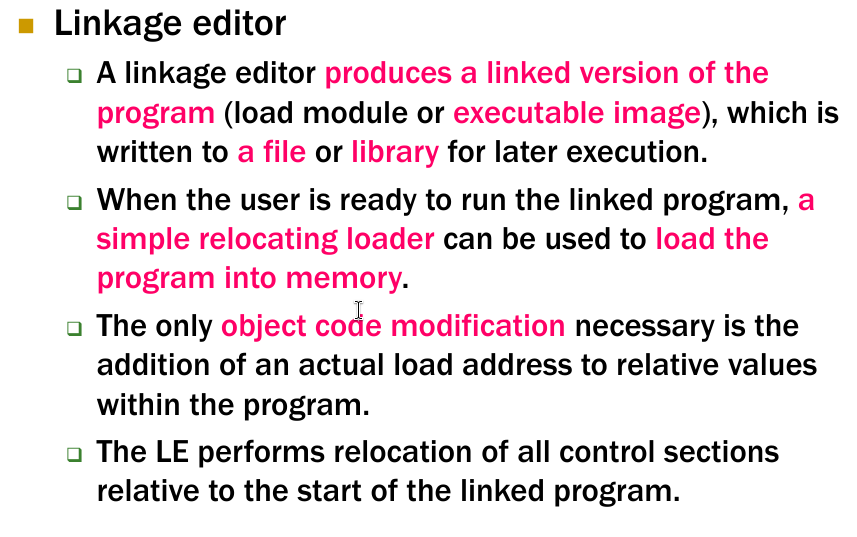 Linkage editor
A linkage editor produces a linked version of the
program (load module or executable image), which is
written to a file or library for later execution.
When the user is ready to run the linked program, a
simple relocating loader can be used to load the
program into memory.
The only object code modification necessary is the
addition of an actual load address to relative values
within the program.
The LE performs relocation of all control sections
relative to the start of the linked program.